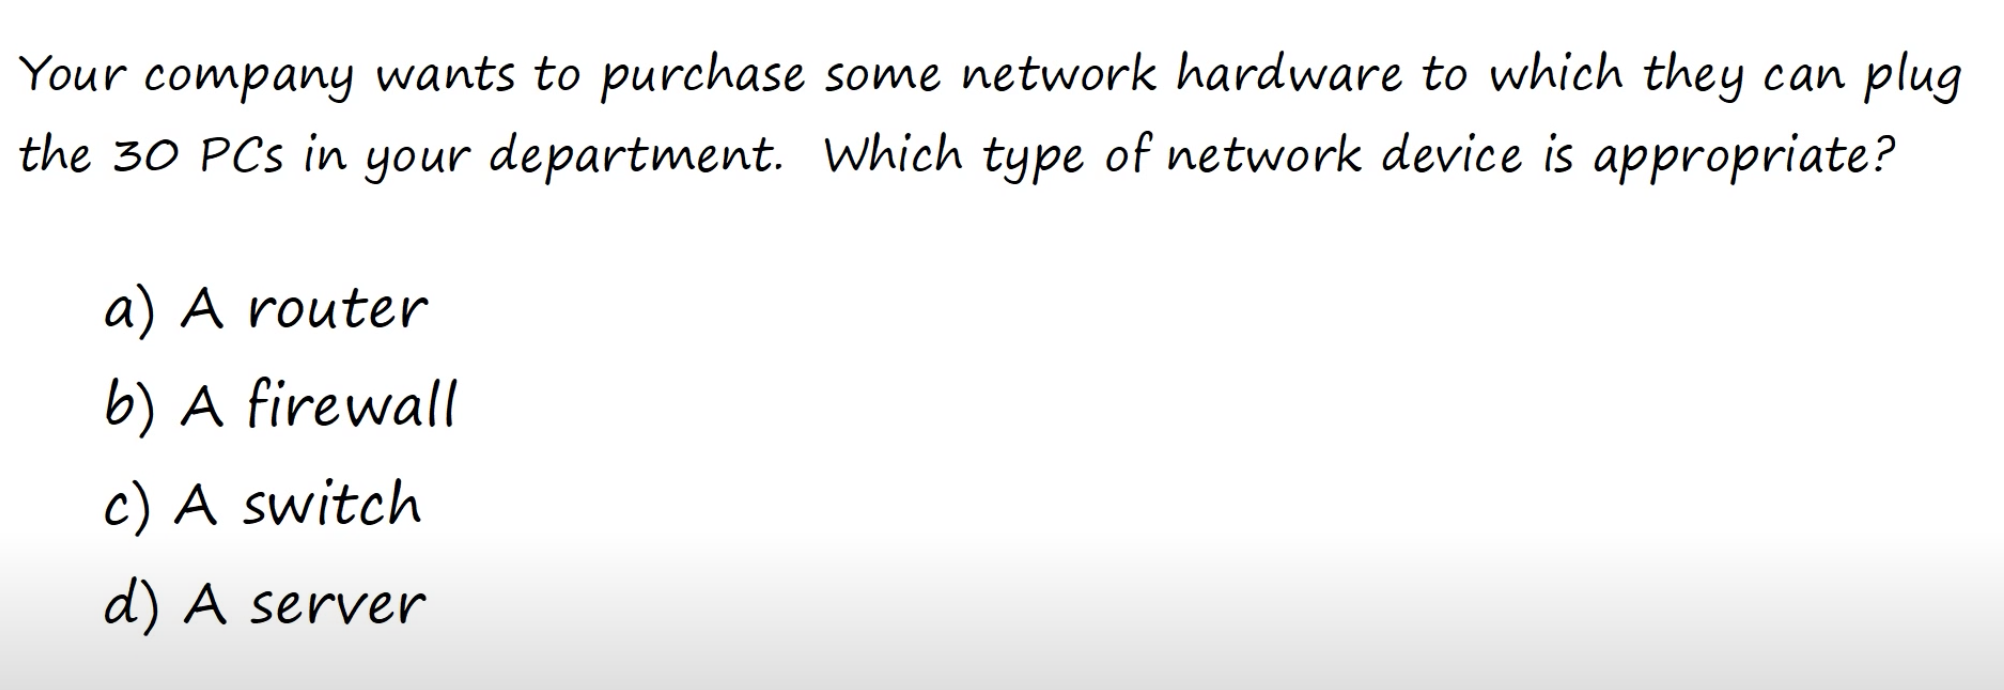 Your company wants to purchase some network hardware to which they can plug
the 30 PCs in your department. Which type of network device is appropriate?
a) A router
b) A firewall
c) A switch
d) A server